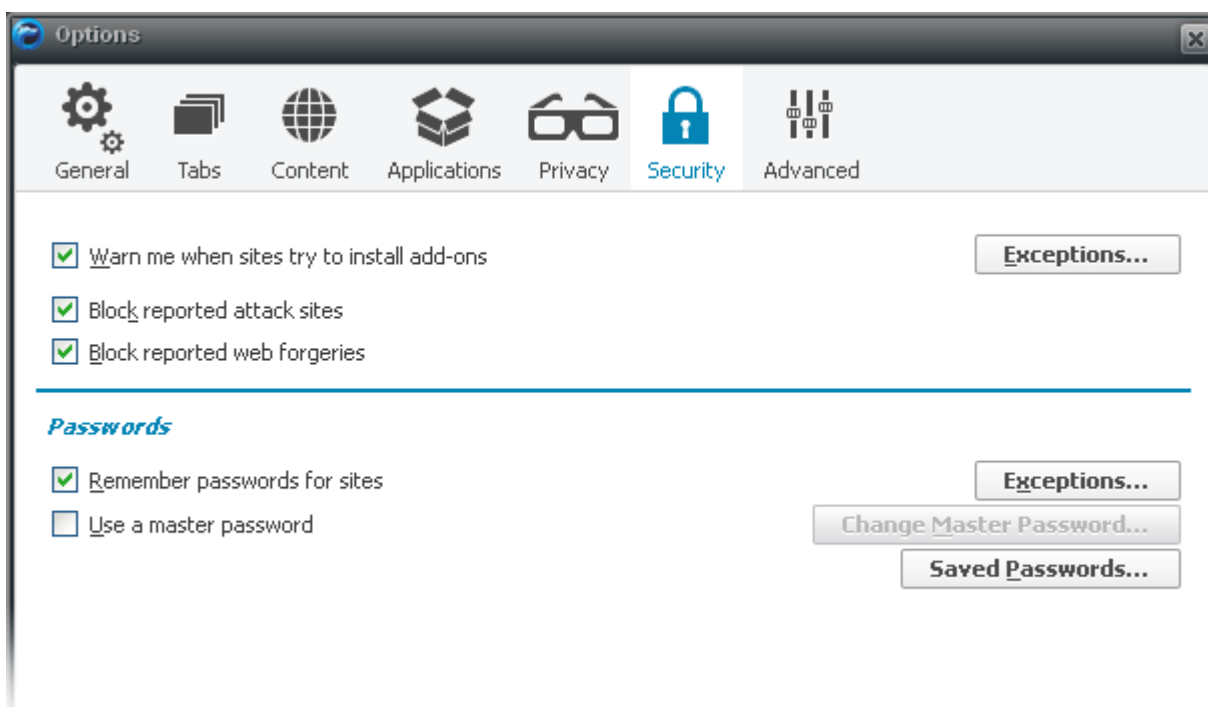 Options
General Tabs Content Applications Privacy Security Advanced
Warn me when sites try to install add-ons Exceptions...
Block reported attack sites
Block reported web forgeries
Passwords
Remember passwords for sites Exceptions...
Use a master password Change Master Password...
Saved Passwords...